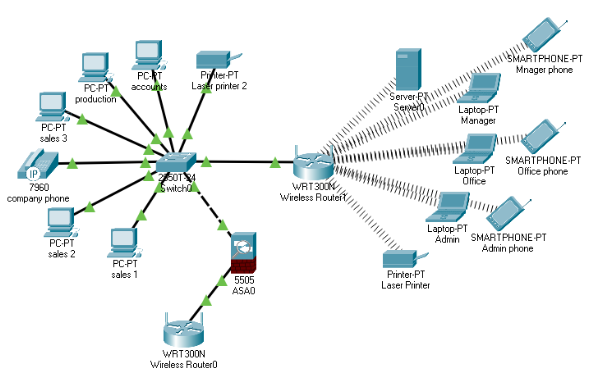 PC-PT
accounts
PC-PT
production
Printer-PT
Laser printer 2
PC-PT
sales 3
IP
7960
company phone
PC-PT
sales 2
PC-PT
sales 1
2950T-24
Switch0
5505
ASA0
WRT300N
Wireless Router0
WRT300N
Wireless Router1
Server-PT
Server0
SMARTPHONE-PT
Mnager phone
Laptop-PT
Manager
SMARTPHONE-PT
Office phone
Laptop-PT
Office
Laptop-PT
Admin
SMARTPHONE-PT
Admin phone
Printer-PT
Laser Printer